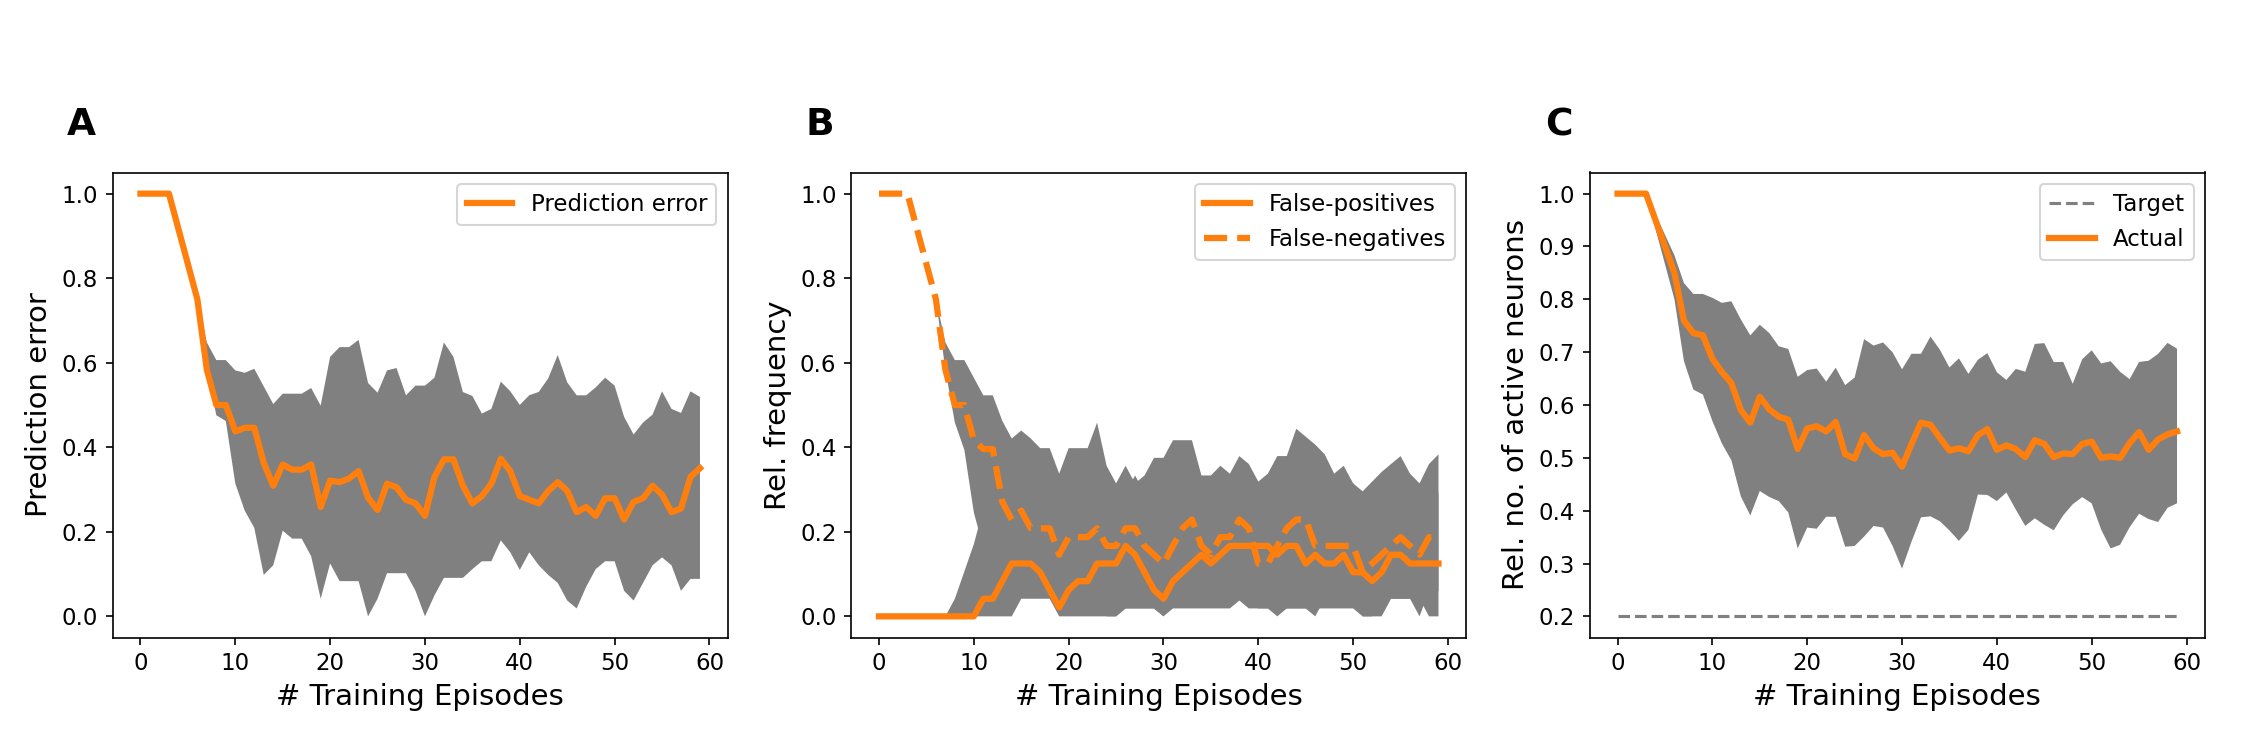 A
B
C
Prediction error
1.0
0.8
0.6
0.4
0.2
0.0
Prediction error
0 10 20 30 40 50 60
# Training Episodes
Rel. frequency
1.0
0.8
0.6
0.4
0.2
0.0
False-positives
False-negatives
0 10 20 30 40 50 60
# Training Episodes
Rel. no. of active neurons
1.0
0.9
0.8
0.7
0.6
0.5
0.4
0.3
0.2
Target
Actual
0 10 20 30 40 50 60
# Training Episodes